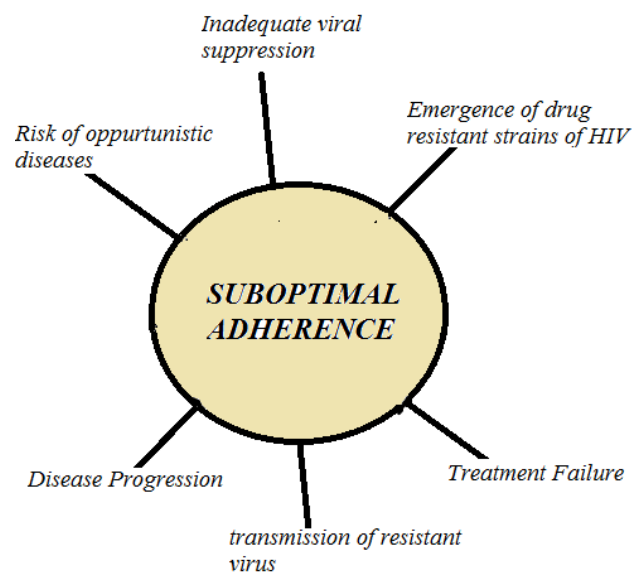 Inadequate viral
suppression
Emergence of drug
resistant strains of HIV
Risk of oppurtunistic
diseases
SUBOPTIMAL
ADHERENCE
Disease Progression
Treatment Failure
transmission of resistant
virus